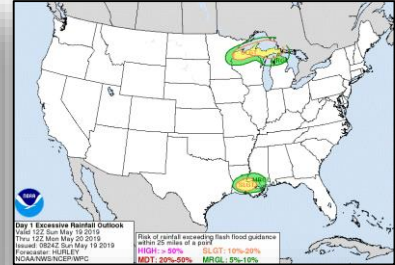 Day 1 Excessive Rainfall Outlook
Valid 12Z Sun May 19 2019
Thru 12Z Mon May 20 2019
Issued: 0824Z Sun May 19 2019
Forecaster: HURLEY
NOAA/NWS/NCEP/WPC
Risk of rainfall exceeding flash flood guidance
within 25 miles of a point
HIGH: > 50% SLGT: 10%-20%
MDT: 20%-50% MRGL: 5%-10%